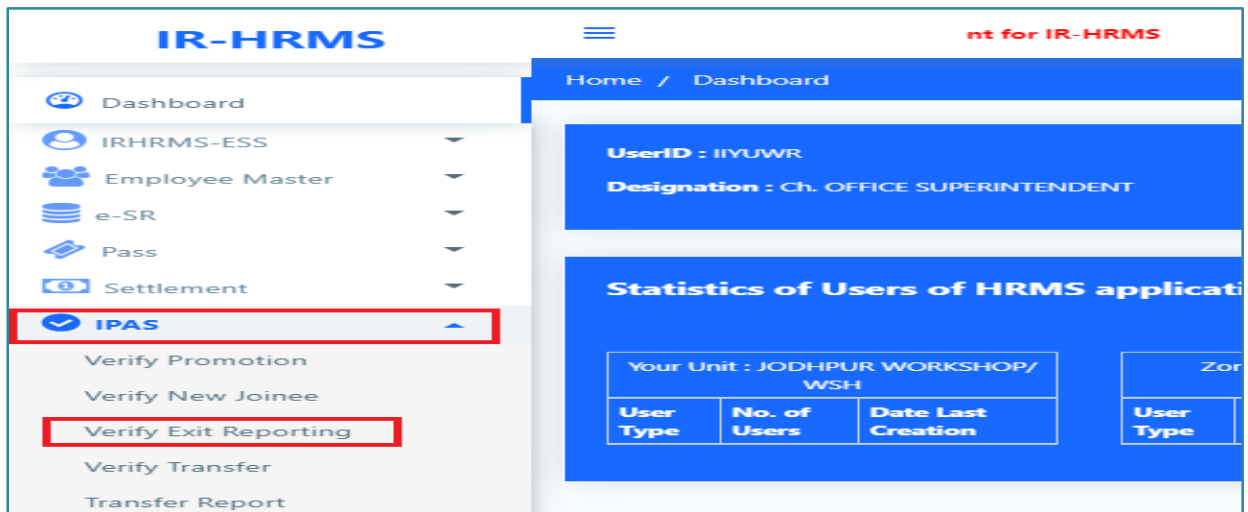 IR-HRMS
nt for IR-HRMS
Home / Dashboard
Dashboard
IRHRMS-ESS
Employee Master
e-SR
Pass
Settlement
IPAS
Verify Promotion
Verify New Joinee
Verify Exit Reporting
Verify Transfer
Transfer Report
UserID : IIYUWR
Designation : Ch. OFFICE SUPERINTENDENT
Statistics of Users of HRMS applicati
Your Unit : JODHPUR WORKSHOP/
WSH
User Type No. of Users Date Last Creation
Zor
User Type